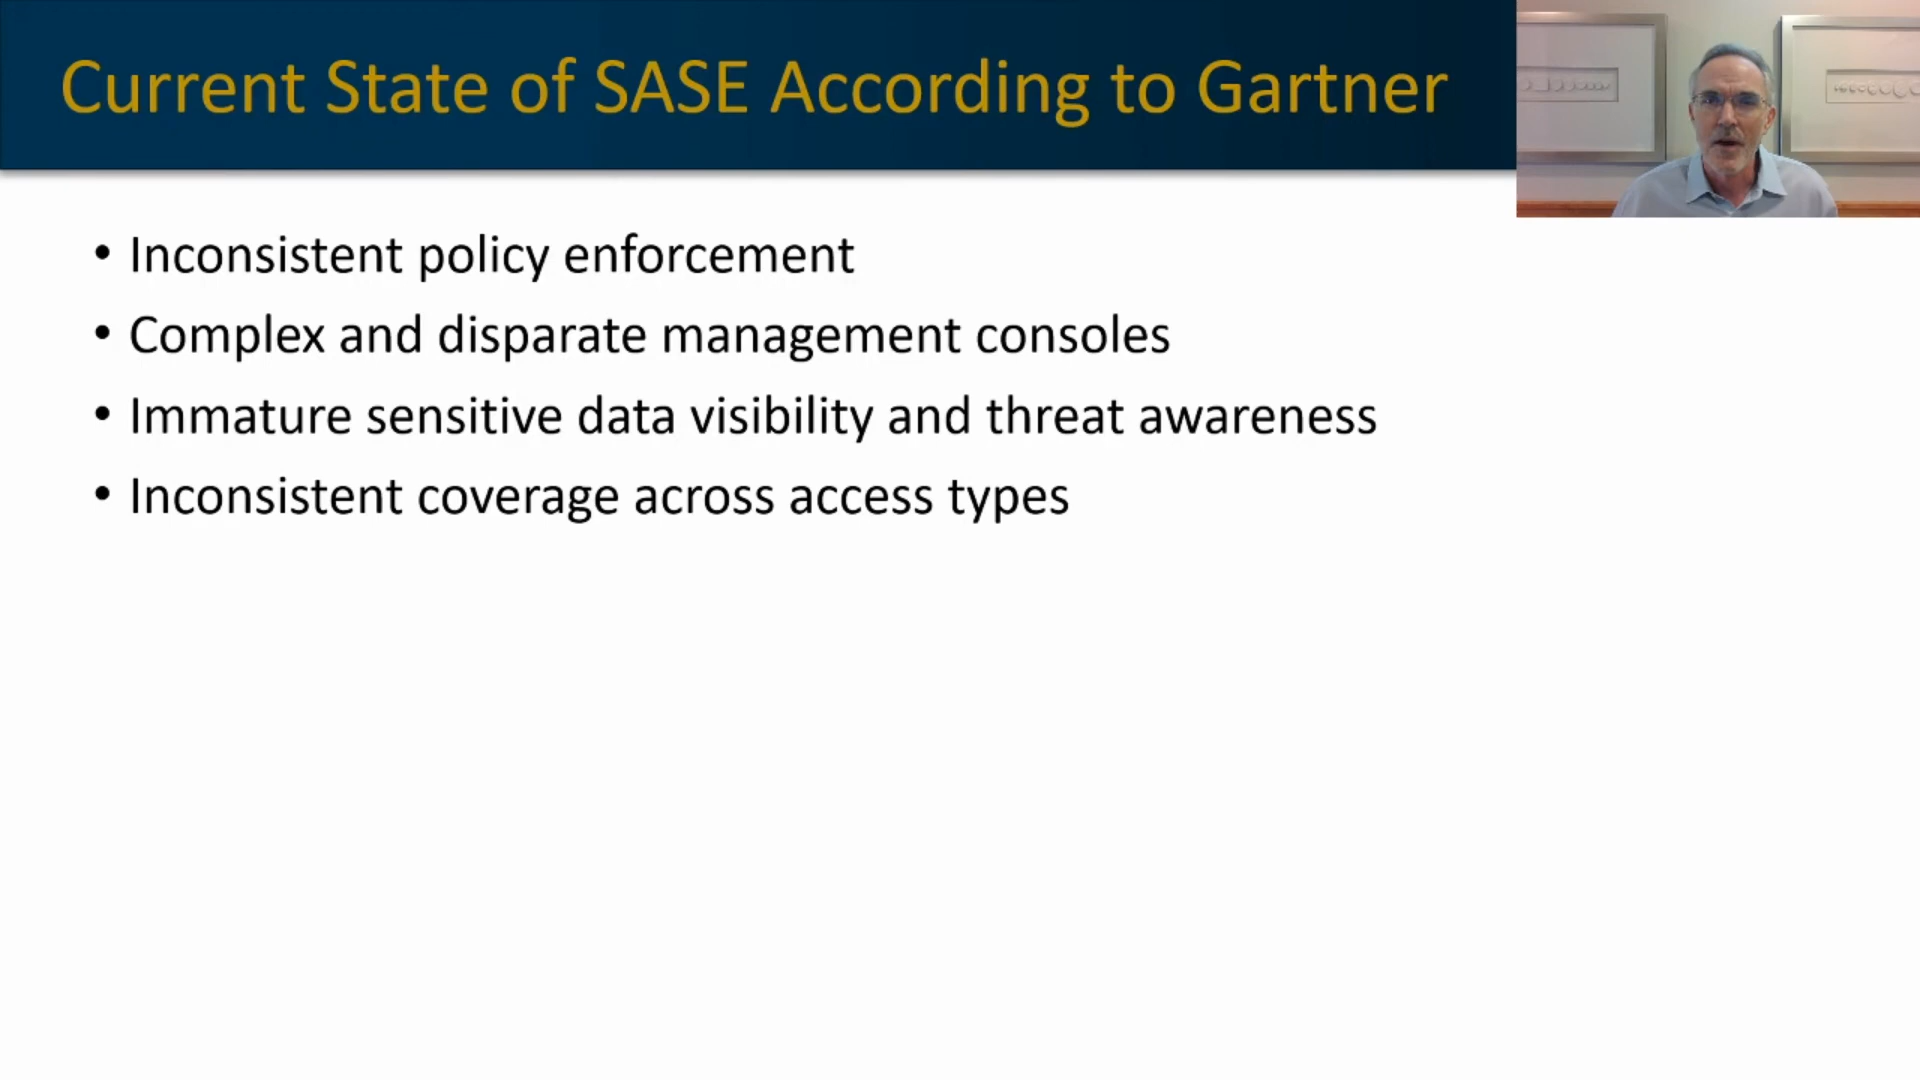 Current State of SASE According to Gartner
• Inconsistent policy enforcement
• Complex and disparate management consoles
• Immature sensitive data visibility and threat awareness
• Inconsistent coverage across access types